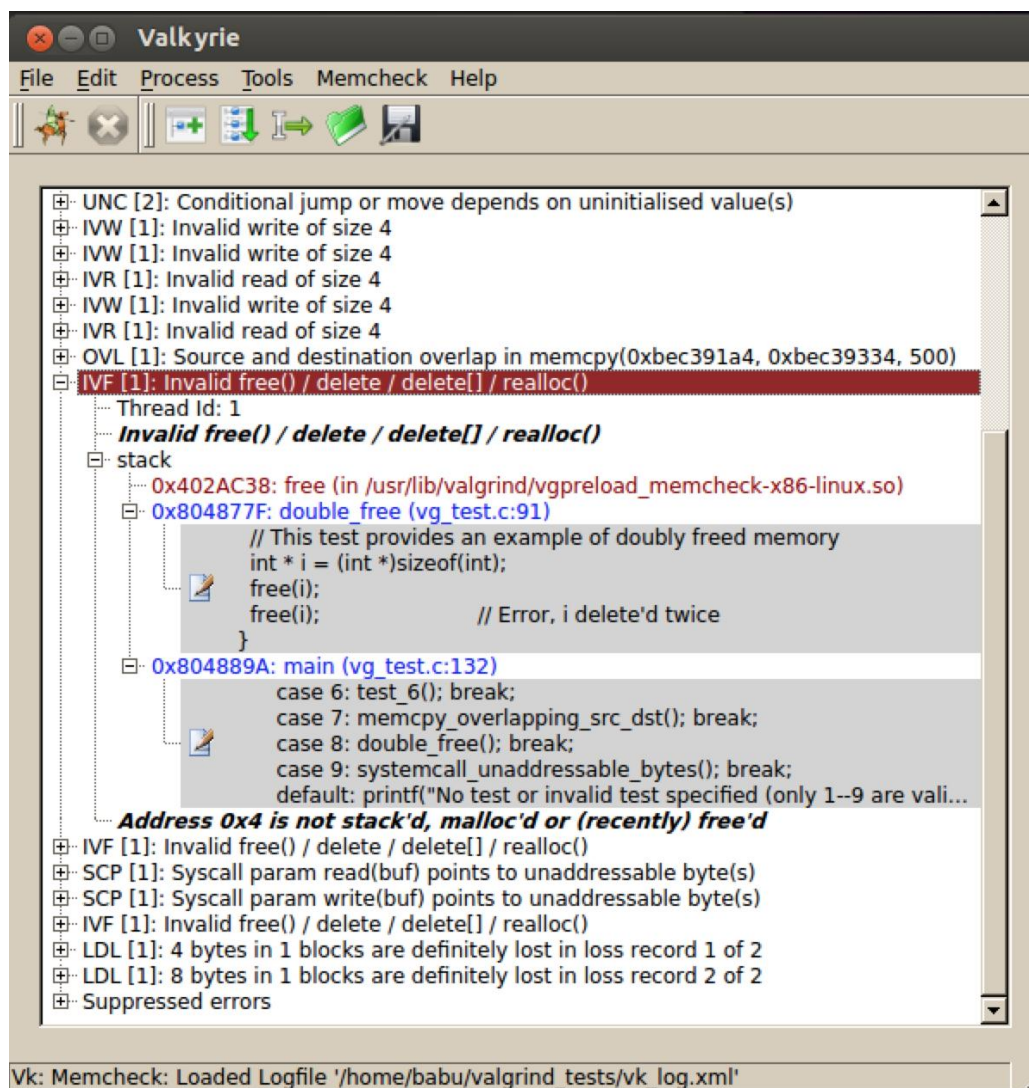 Valkyrie
File Edit Process Tools Memcheck Help
UNC [2]: Conditional jump or move depends on uninitialised value(s)
IVW [1]: Invalid write of size 4
IVW [1]: Invalid write of size 4
IVR [1]: Invalid read of size 4
IVW [1]: Invalid write of size 4
IVR [1]: Invalid read of size 4
OVL [1]: Source and destination overlap in memcpy(0xbec391a4, 0xbec39334, 500)
IVF [1]: Invalid free() / delete / delete[] / realloc()
Thread Id: 1
Invalid free() / delete / delete[] / realloc()
stack
0x402AC38: free (in /usr/lib/valgrind/vgpreload_memcheck-x86-linux.so)
0x804877F: double_free (vg_test.c:91)
// This test provides an example of doubly freed memory
int * i = (int *)sizeof(int);
free(i);
free(i); // Error, i delete'd twice
}
0x804889A: main (vg_test.c:132)
case 6: test_6(); break;
case 7: memcpy_overlapping_src_dst(); break;
case 8: double_free(); break;
case 9: systemcall_unaddressable_bytes(); break;
default: printf("No test or invalid test specified (only 1--9 are vali...
Address 0x4 is not stack'd, malloc'd or (recently) free'd
IVF [1]: Invalid free() / delete / delete[] / realloc()
SCP [1]: Syscall param read(buf) points to unaddressable byte(s)
SCP [1]: Syscall param write(buf) points to unaddressable byte(s)
IVF [1]: Invalid free() / delete / delete[] / realloc()
LDL [1]: 4 bytes in 1 blocks are definitely lost in loss record 1 of 2
LDL [1]: 8 bytes in 1 blocks are definitely lost in loss record 2 of 2
Suppressed errors
Vk: Memcheck: Loaded Logfile '/home/babu/valgrind_tests/vk_log.xml'